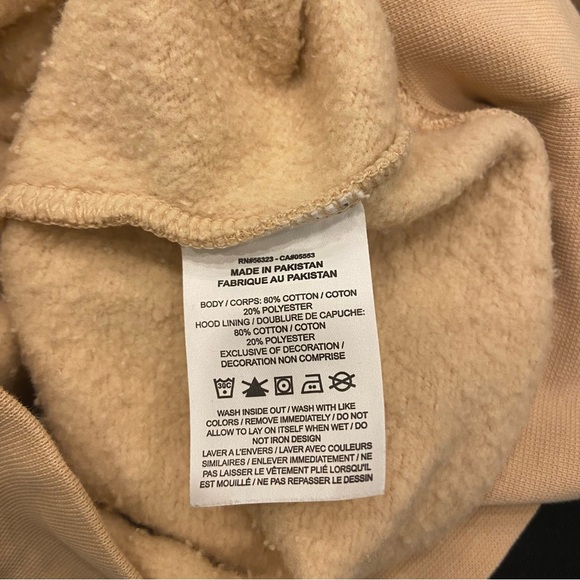 RN#56323 - CA#05553
MADE IN PAKISTAN
FABRIQUE AU PAKISTAN
BODY / CORPS: 80% COTTON / COTON
20% POLYESTER
HOOD LINING / DOUBLURE DE CAPUCHE:
80% COTTON / COTON
20% POLYESTER
EXCLUSIVE OF DECORATION /
DECORATION NON COMPRISE
30C
WASH INSIDE OUT / WASH WITH LIKE
COLORS / REMOVE IMMEDIATELY / DO NOT
ALLOW TO LAY ON ITSELF WHEN WET / DO
NOT IRON DESIGN
LAVER A L'ENVERS / LAVER AVEC COULEURS
SIMILAIRES / ENLEVER IMMEDIATEMENT / NE
PAS LAISSER LE VÊTEMENT PLIÉ LORSQU'IL
EST MOUILLÉ / NE PAS REPASSER LE DESSIN